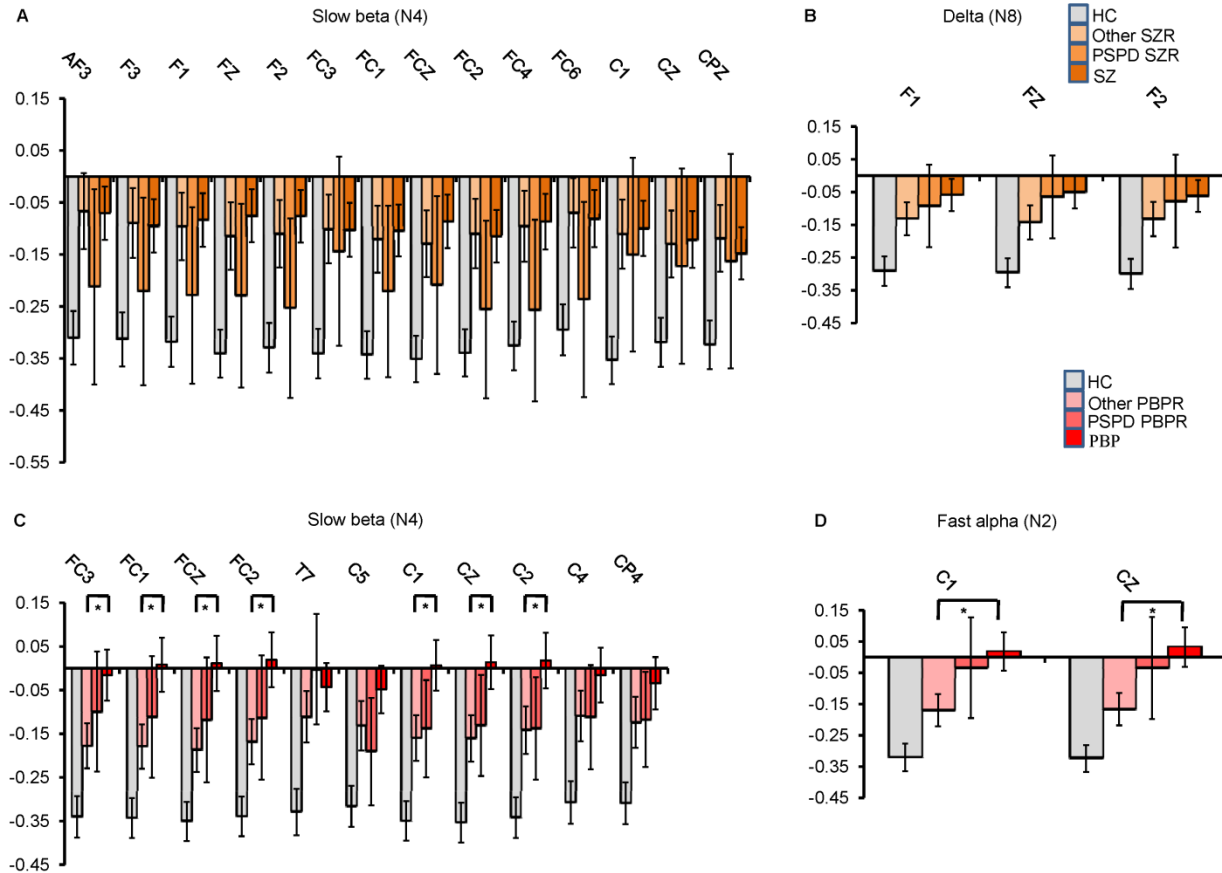 A
Slow beta (N4)
AF3 F3 F1 FZ F2 FC3 FC1 FCZ FC2 FC4 FC6 C1 CZ CPZ
0.15
0.05
-0.05
-0.15
-0.25
-0.35
-0.45
-0.55
B
Delta (N8)
HC
Other SZR
PSPD SZR
SZ
F1 FZ F2
0.15
0.05
-0.05
-0.15
-0.25
-0.35
-0.45
HC
Other PBPR
PSPD PBPR
PBP
C
Slow beta (N4)
FC3 FC1 FCZ FC2 T7 C5 C1 CZ C2 C4 CP4
* * * * * * *
0.15
0.05
-0.05
-0.15
-0.25
-0.35
-0.45
D
Fast alpha (N2)
C1 CZ
* *
0.15
0.05
-0.05
-0.15
-0.25
-0.35
-0.45